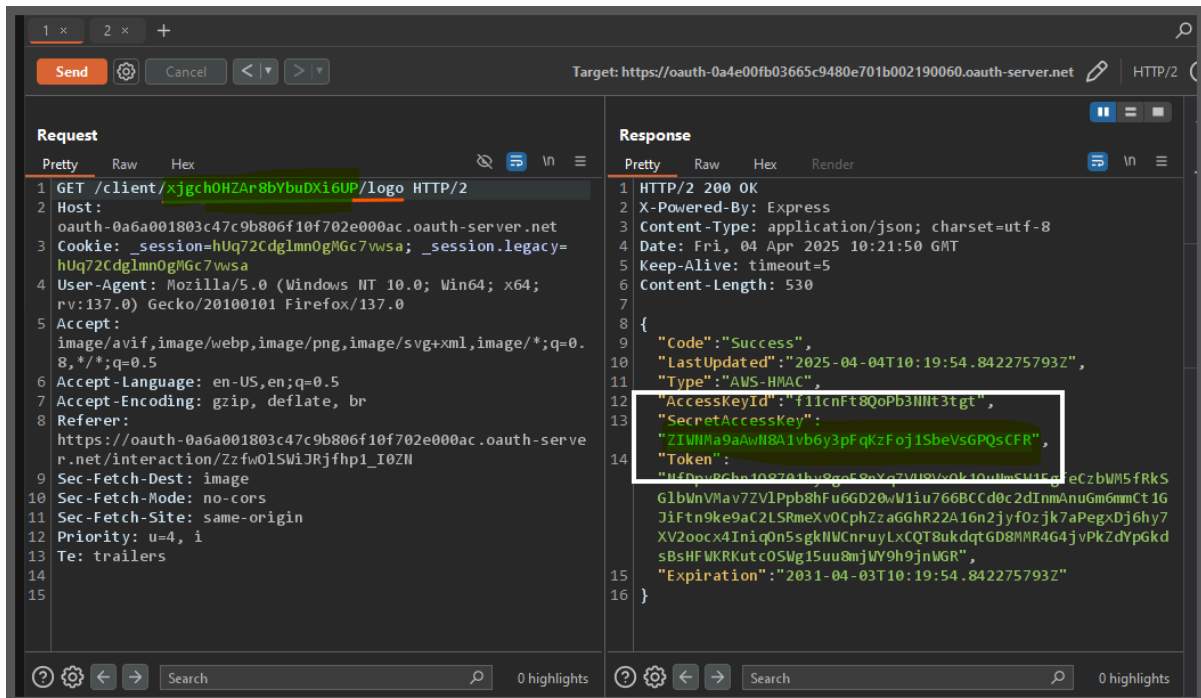 1 ×
2 ×
+
Send
Cancel
Target: https://oauth-0a4e00fb03665c9480e701b002190060.oauth-server.net
HTTP/2
Request
Pretty Raw Hex
\n
1 GET /client/xjgchOHZAr8bYbuDXi6UP/logo HTTP/2
2 Host:
oauth-0a6a001803c47c9b806f10f702e000ac.oauth-server.net
3 Cookie: _session=hUq72CdglmnOgMGc7vwsa; _session.legacy=
hUq72CdglmnOgMGc7vwsa
4 User-Agent: Mozilla/5.0 (Windows NT 10.0; Win64; x64;
rv:137.0) Gecko/20100101 Firefox/137.0
5 Accept:
image/avif,image/webp,image/png,image/svg+xml,image/*;q=0.
8,*/*;q=0.5
6 Accept-Language: en-US,en;q=0.5
7 Accept-Encoding: gzip, deflate, br
8 Referer:
https://oauth-0a6a001803c47c9b806f10f702e000ac.oauth-serve
r.net/interaction/ZzfwOlSWiJRjfhp1_I0ZN
9 Sec-Fetch-Dest: image
10 Sec-Fetch-Mode: no-cors
11 Sec-Fetch-Site: same-origin
12 Priority: u=4, i
13 Te: trailers
14
15
Search
0 highlights
Response
Pretty Raw Hex Render
\n
1 HTTP/2 200 OK
2 X-Powered-By: Express
3 Content-Type: application/json; charset=utf-8
4 Date: Fri, 04 Apr 2025 10:21:50 GMT
5 Keep-Alive: timeout=5
6 Content-Length: 530
7
8 {
9 "Code":"Success",
10 "LastUpdated":"2025-04-04T10:19:54.842275793Z",
11 "Type":"AWS-HMAC",
12 "AccessKeyId":"f11cnFt8QoPb3NNt3tgt",
13 "SecretAccessKey":
"ZIWNMa9aAwN8A1vb6y3pFqKzFoj1SbeVsGPQsCFR",
14 "Token":
GlbWnVMav7ZVlPpb8hFu6GD20wW1iu766BCCd0c2dInmAnuGm6mmCt1G
JiFtn9ke9aC2LSRmeXvOCphZzaGGhR22A16n2jyfOzjk7aPegxDj6hy7
XV2oocx4IniqOn5sgkNWCnruyLxCQT8ukdqtGD8MMR4G4jvPkZdYpGkd
sBsHFWKRKutcOSWg15uu8mjWY9h9jnWGR",
15 "Expiration":"2031-04-03T10:19:54.842275793Z"
16 }
Search
0 highlights